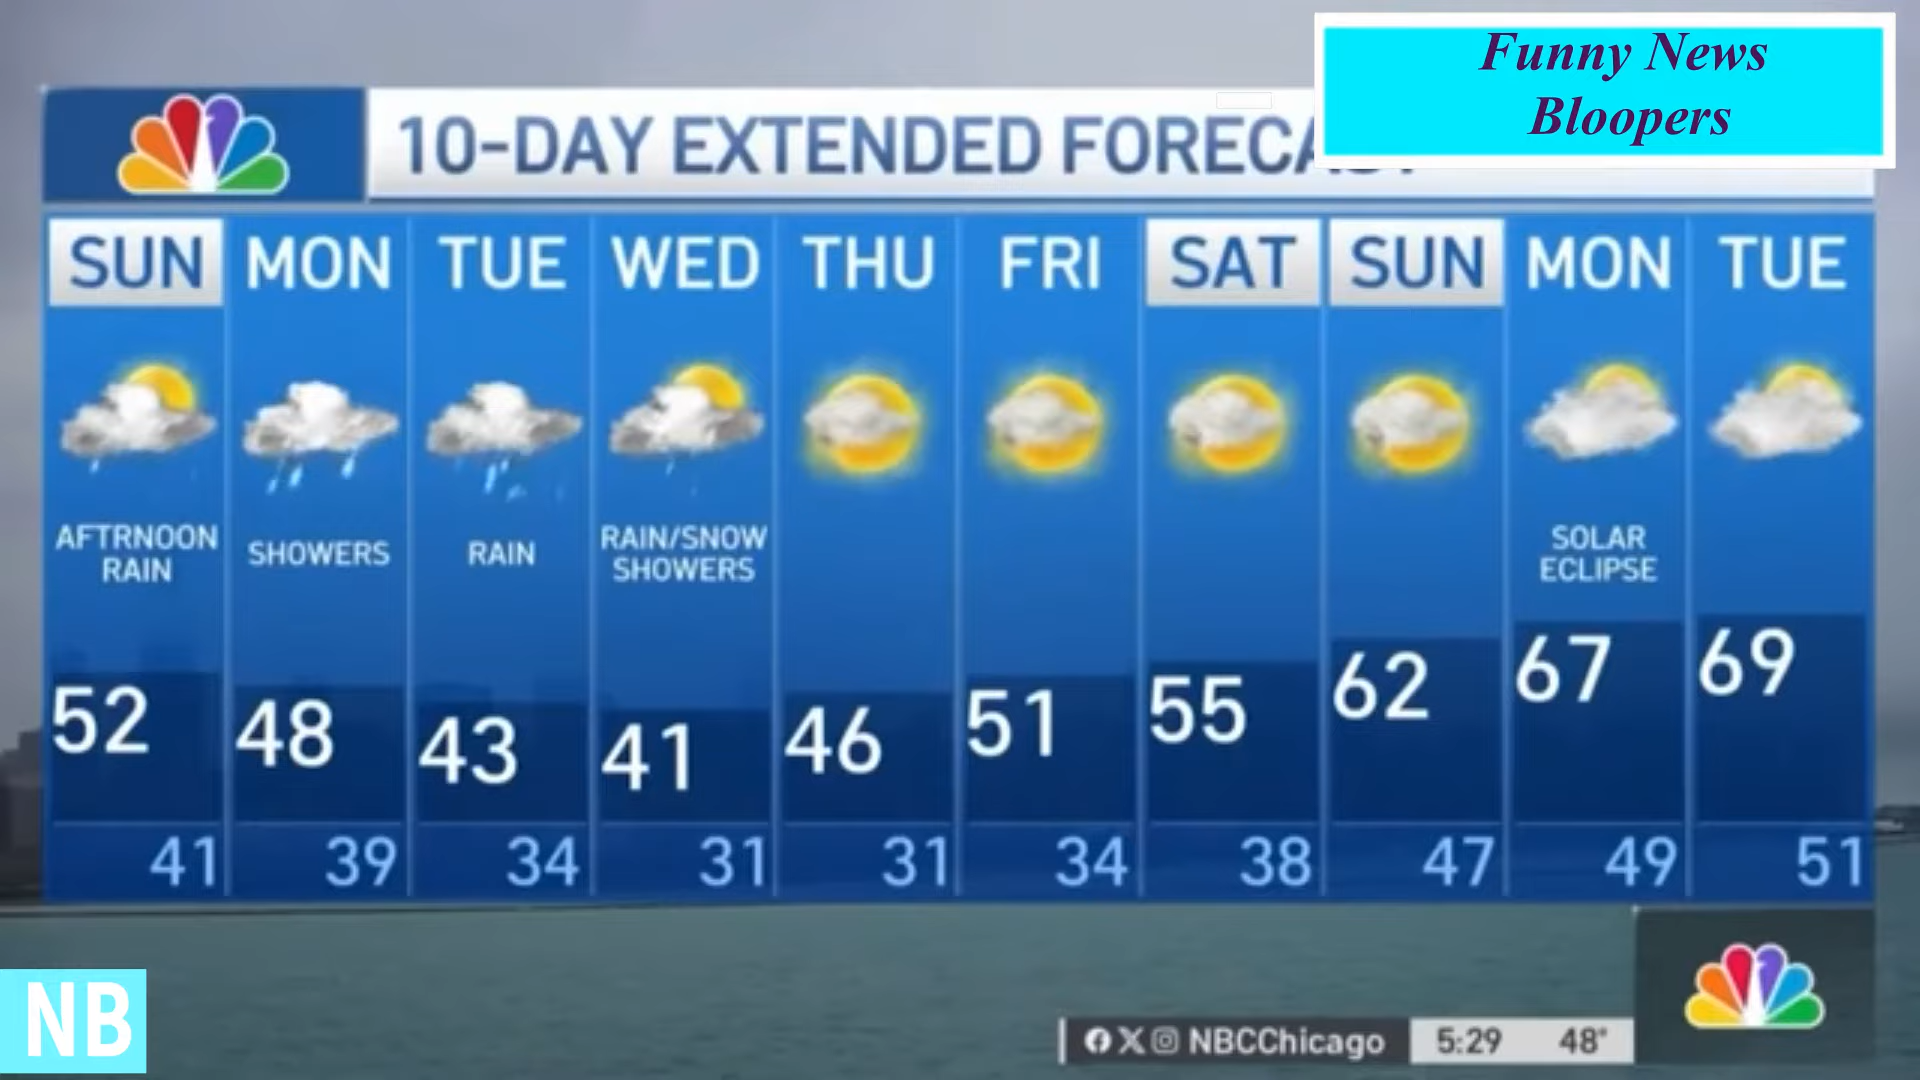 Funny News
Bloopers
10-DAY EXTENDED FORECAST
SUN MON TUE WED THU FRI SAT SUN MON TUE
AFTRNOON
RAIN
SHOWERS
RAIN
RAIN/SNOW
SHOWERS
SOLAR
ECLIPSE
52 48 43 41 46 51 55 62 67 69
41 39 34 31 31 34 38 47 49 51
NB
NBCChicago 5:29 48°